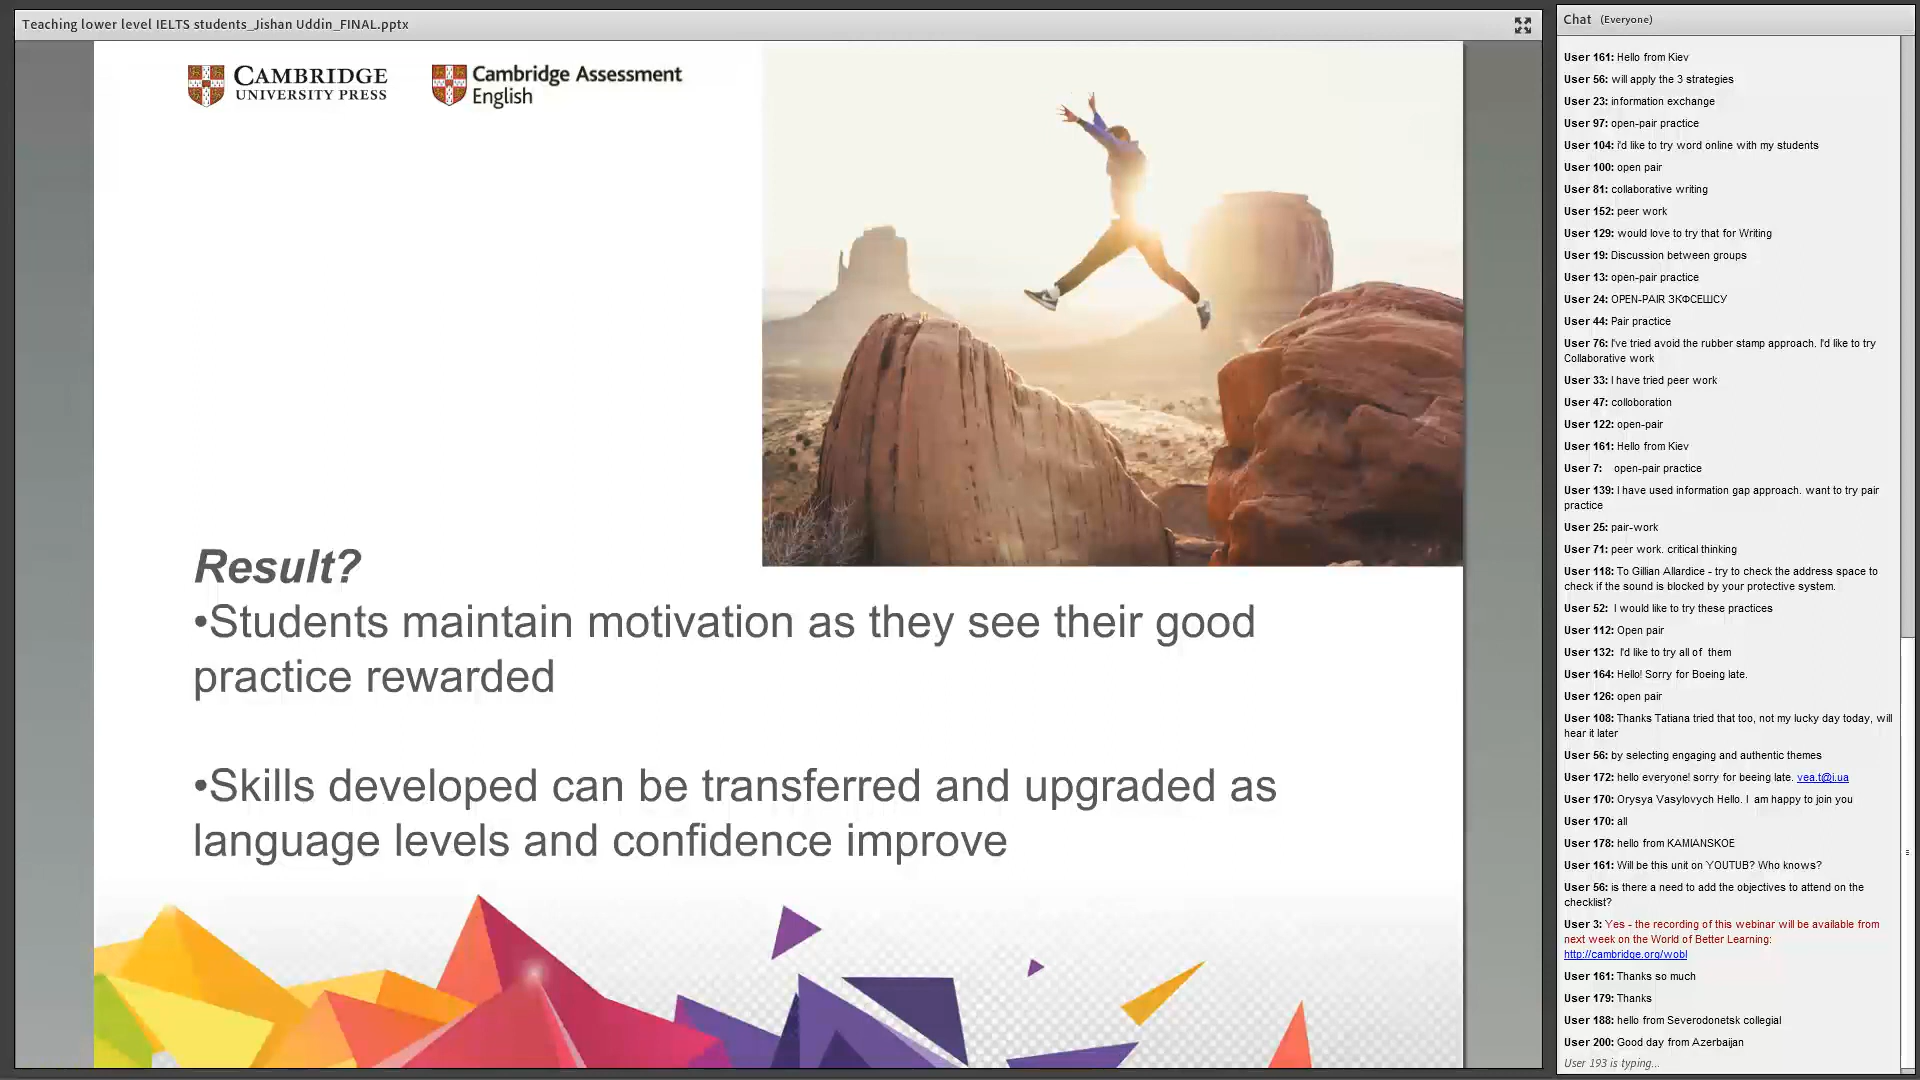 Teaching lower level IELTS students_Jishan Uddin_FINAL.pptx
CAMBRIDGE
UNIVERSITY PRESS
Cambridge Assessment
English
Result?
•Students maintain motivation as they see their good
practice rewarded
•Skills developed can be transferred and upgraded as
language levels and confidence improve
Chat (Everyone)
User 161: Hello from Kiev
User 56: will apply the 3 strategies
User 23: information exchange
User 97: open-pair practice
User 104: i'd like to try word online with my students
User 100: open pair
User 81: collaborative writing
User 152: peer work
User 129: would love to try that for Writing
User 19: Discussion between groups
User 13: open-pair practice
User 24: OPEN-PAIR ЗКФСЕШСУ
User 44: Pair practice
User 76: I've tried avoid the rubber stamp approach. I'd like to try
Collaborative work
User 33: I have tried peer work
User 47: colloboration
User 122: open-pair
User 161: Hello from Kiev
User 7: open-pair practice
User 139: I have used information gap approach. want to try pair
practice
User 25: pair-work
User 71: peer work. critical thinking
User 118: To Gillian Allardice - try to check the address space to
check if the sound is blocked by your protective system.
User 52: I would like to try these practices
User 112: Open pair
User 132: I'd like to try all of them
User 164: Hello! Sorry for Boeing late.
User 126: open pair
User 108: Thanks Tatiana tried that too, not my lucky day today, will
hear it later
User 56: by selecting engaging and authentic themes
User 172: hello everyone! sorry for beeing late. vea.t@i.ua
User 170: Orysya Vasylovych Hello. I am happy to join you
User 170: all
User 178: hello from KAMIANSKOE
User 161: Will be this unit on YOUTUB? Who knows?
User 56: is there a need to add the objectives to attend on the
checklist?
User 3: Yes - the recording of this webinar will be available from
next week on the World of Better Learning:
http://cambridge.org/wobl
User 161: Thanks so much
User 179: Thanks
User 188: hello from Severodonetsk collegial
User 200: Good day from Azerbaijan
User 193 is typing...